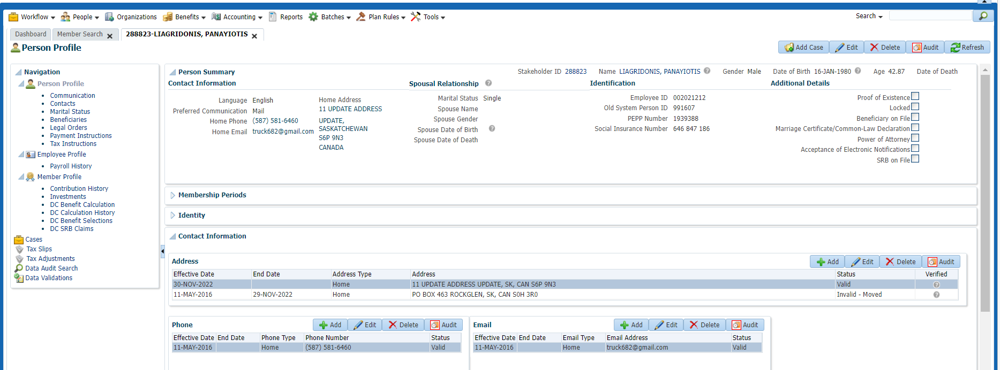 Workflow People Organizations Benefits Accounting Reports Batches Plan Rules Tools Search
Dashboard Member Search 288823-LIAGRIDONIS, PANAYIOTIS
Person Profile Add Case Edit Delete Audit Refresh
Navigation
Person Profile
Communication
Contacts
Marital Status
Beneficiaries
Legal Orders
Payment Instructions
Tax Instructions
Employee Profile
Payroll History
Member Profile
Contribution History
Investments
DC Benefit Calculation
DC Calculation History
DC Benefit Selections
DC SRB Claims
Cases
Tax Slips
Tax Adjustments
Data Audit Search
Data Validations
Person Summary Stakeholder ID 288823 Name LIAGRIDONIS, PANAYIOTIS Gender Male Date of Birth 16-JAN-1980 Age 42.87 Date of Death
Contact Information
Language English
Preferred Communication Mail
Home Phone (587) 581-6460
Home Email truck682@gmail.com
Home Address
11 UPDATE ADDRESS
UPDATE,
SASKATCHEWAN
S6P 9N3
CANADA
Spousal Relationship
Marital Status Single
Spouse Name
Spouse Gender
Spouse Date of Birth
Spouse Date of Death
Identification
Employee ID 002021212
Old System Person ID 991607
PEPP Number 1939388
Social Insurance Number 646 847 186
Additional Details
Proof of Existence
Locked
Beneficiary on File
Marriage Certificate/Common-Law Declaration
Power of Attorney
Acceptance of Electronic Notifications
SRB on File
Membership Periods
Identity
Contact Information
Address Add Edit Delete Audit
Effective Date End Date Address Type Address Status Verified
30-NOV-2022 Home 11 UPDATE ADDRESS UPDATE, SK, CAN S6P 9N3 Valid
11-MAY-2016 29-NOV-2022 Home PO BOX 463 ROCKGLEN, SK, CAN S0H 3R0 Invalid - Moved
Phone Add Edit Delete Audit
Effective Date End Date Phone Type Phone Number Status
11-MAY-2016 Home (587) 581-6460 Valid
Email Add Edit Delete Audit
Effective Date End Date Email Type Email Address Status
11-MAY-2016 Home truck682@gmail.com Valid